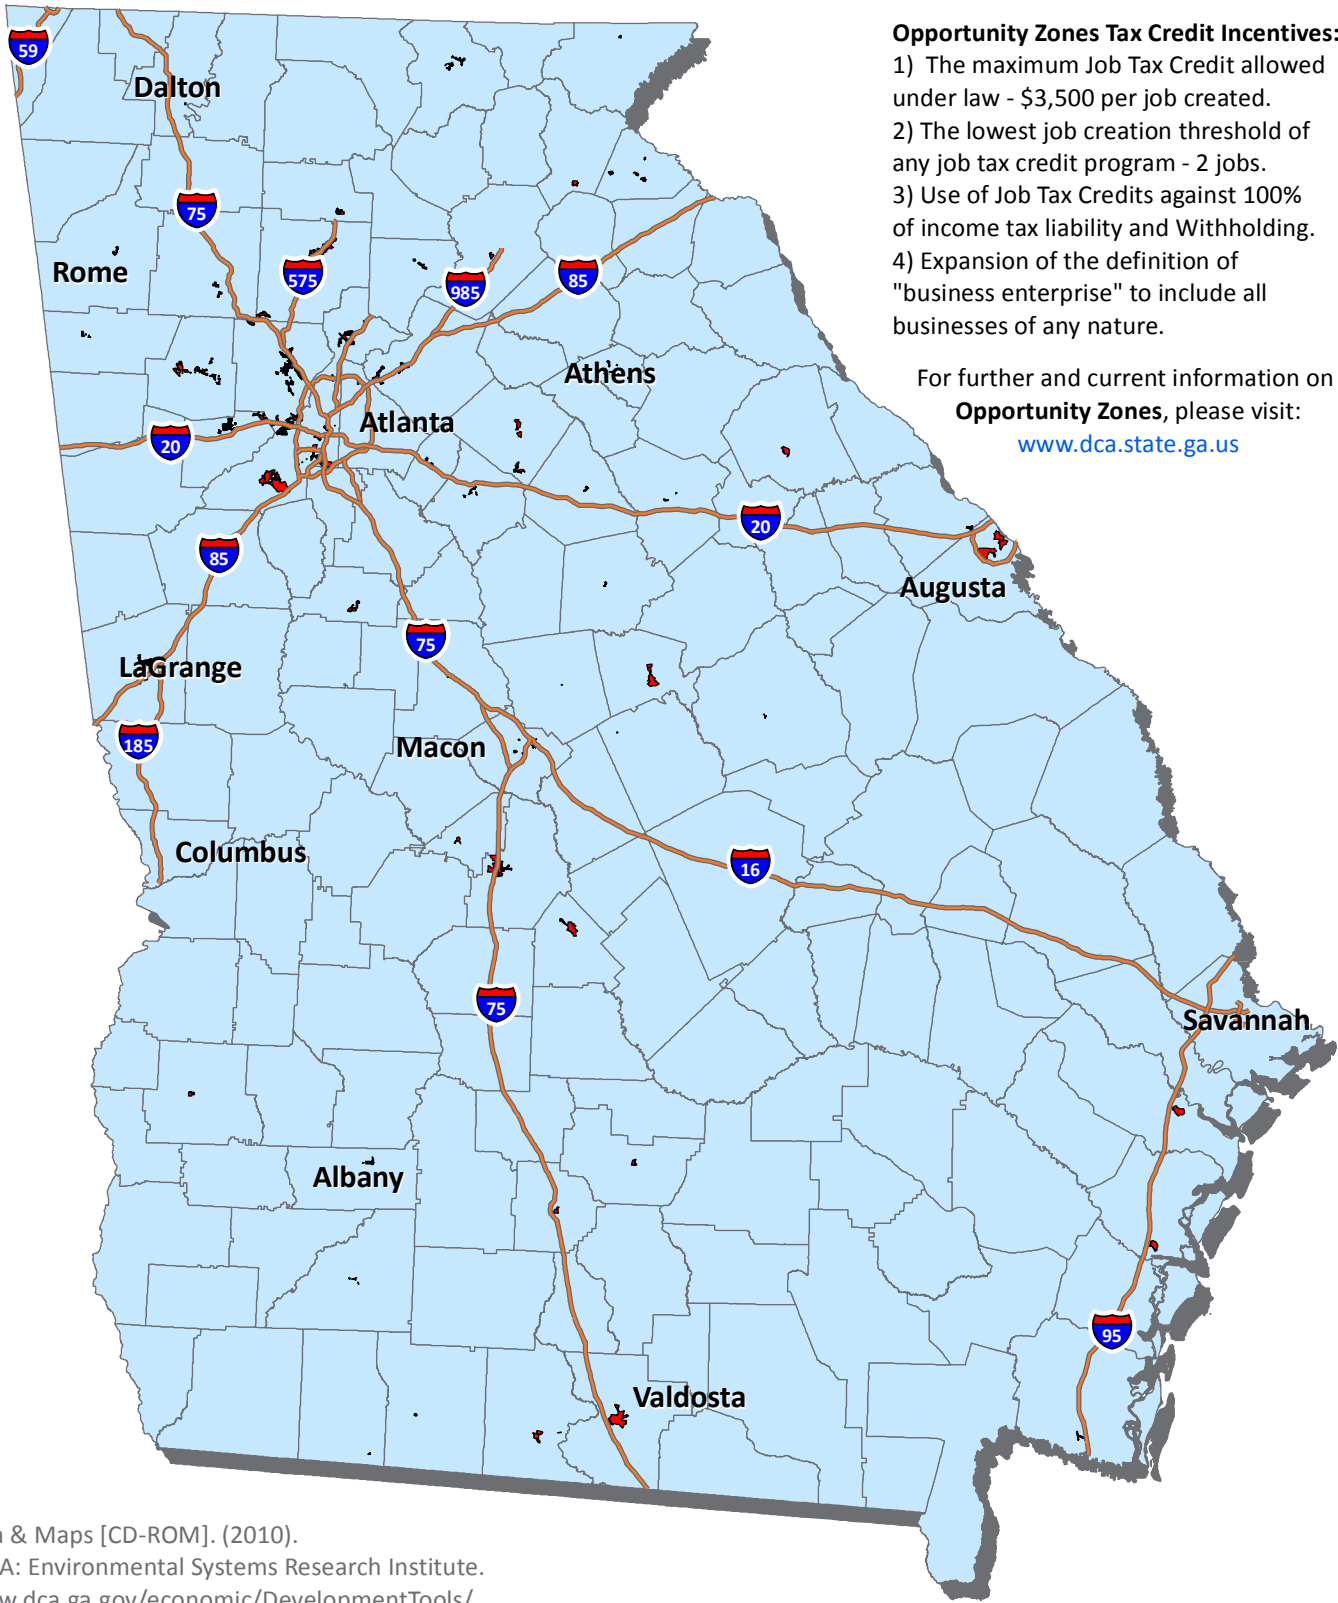 Opportunity Zones Tax Credit Incentives:
1)  The maximum Job Tax Credit allowed
under law - $3,500 per job created.
2) The lowest job creation threshold of
any job tax credit program - 2 jobs.
3) Use of Job Tax Credits against 100%
of income tax liability and Withholding.
4) Expansion of the definition of
"business enterprise" to include all
businesses of any nature.
For further and current information on
Opportunity Zones, please visit:
www.dca.state.ga.us
59
Dalton
75
Rome
575
985
85
Athens
Atlanta
20
20
85
Augusta
75
LaGrange
185
Macon
Columbus
16
75
Savannah
Albany
95
Valdosta
& Maps [CD-ROM]. (2010).
A: Environmental Systems Research Institute.
w.dca.ga.gov/economic/DevelopmentTools/